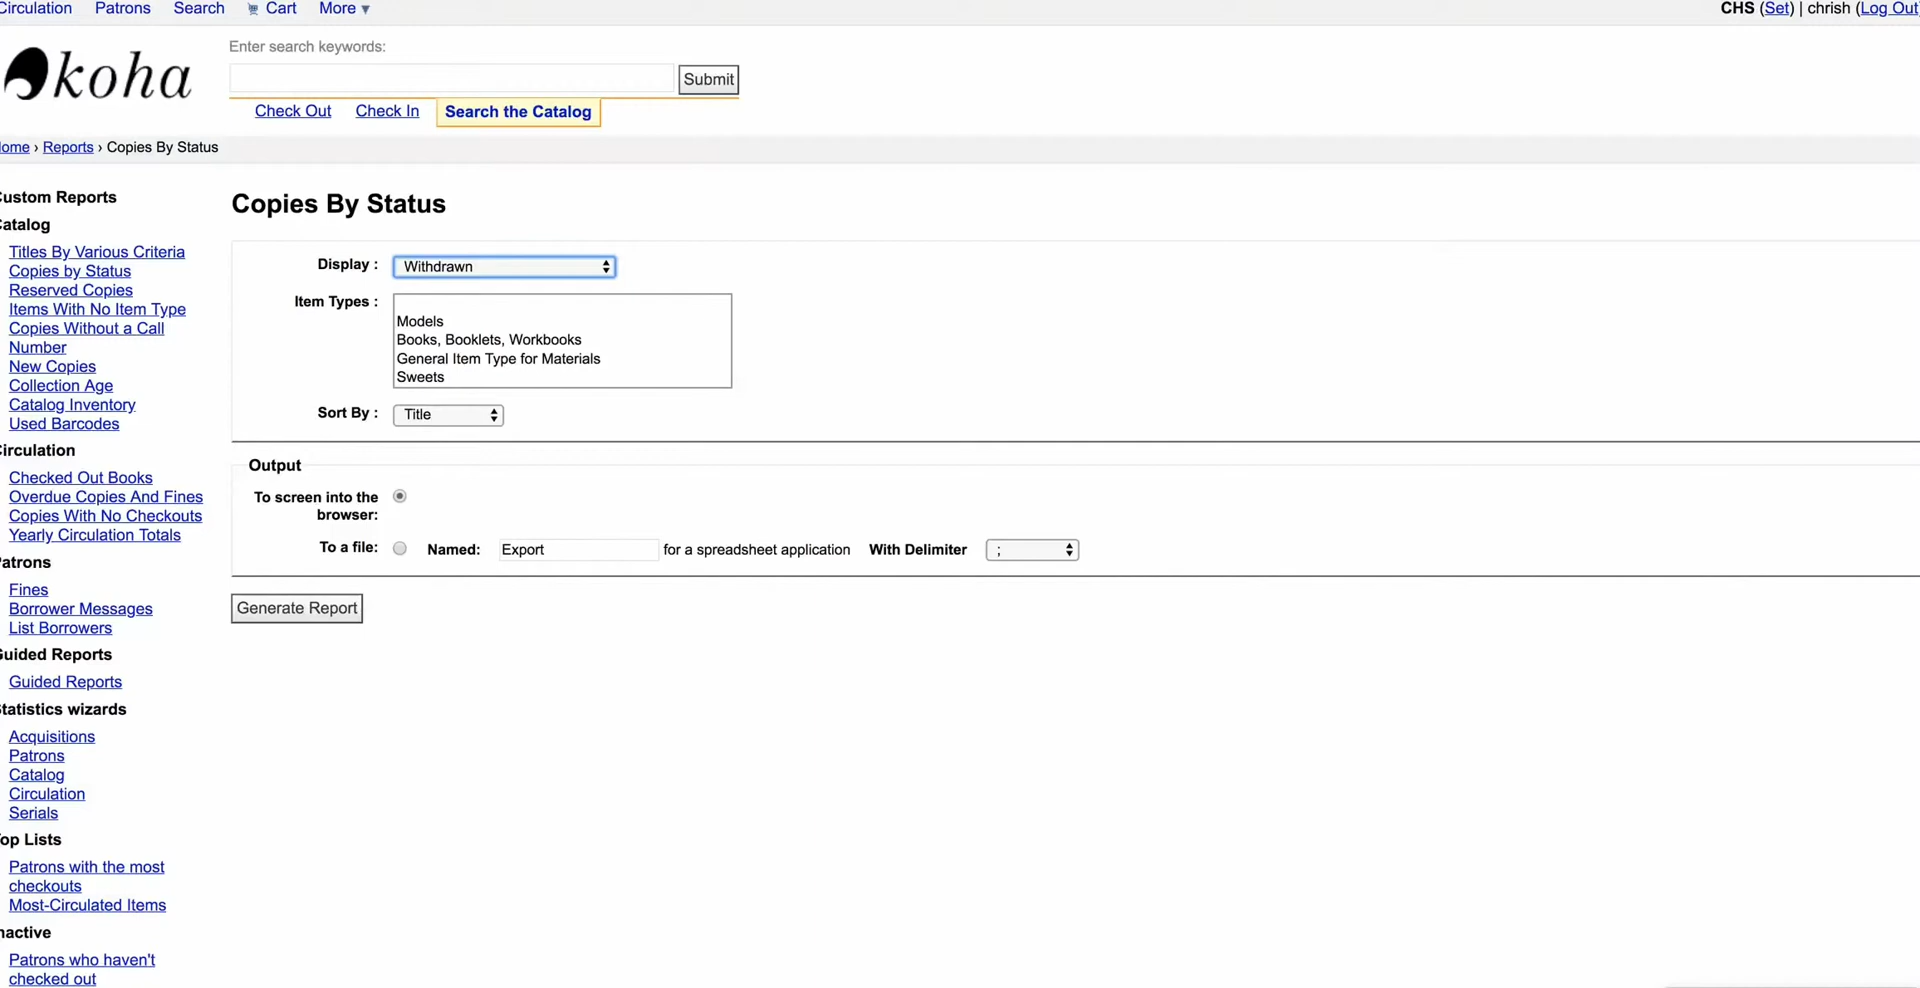 Circulation Patrons Search Cart More ▼ CHS (Set) | chrish (Log Out)
koha
Enter search keywords:
Submit
Check Out Check In Search the Catalog
ome › Reports › Copies By Status
ustom Reports
atalog
Titles By Various Criteria
Copies by Status
Reserved Copies
Items With No Item Type
Copies Without a Call
Number
New Copies
Collection Age
Catalog Inventory
Used Barcodes
irculation
Checked Out Books
Overdue Copies And Fines
Copies With No Checkouts
Yearly Circulation Totals
atrons
Fines
Borrower Messages
List Borrowers
uided Reports
Guided Reports
tatistics wizards
Acquisitions
Patrons
Catalog
Circulation
Serials
op Lists
Patrons with the most
checkouts
Most-Circulated Items
nactive
Patrons who haven't
checked out
Copies By Status
Display : Withdrawn
Item Types :
Models
Books, Booklets, Workbooks
General Item Type for Materials
Sweets
Sort By : Title
Output
To screen into the
browser:
To a file: Named: Export for a spreadsheet application With Delimiter ;
Generate Report